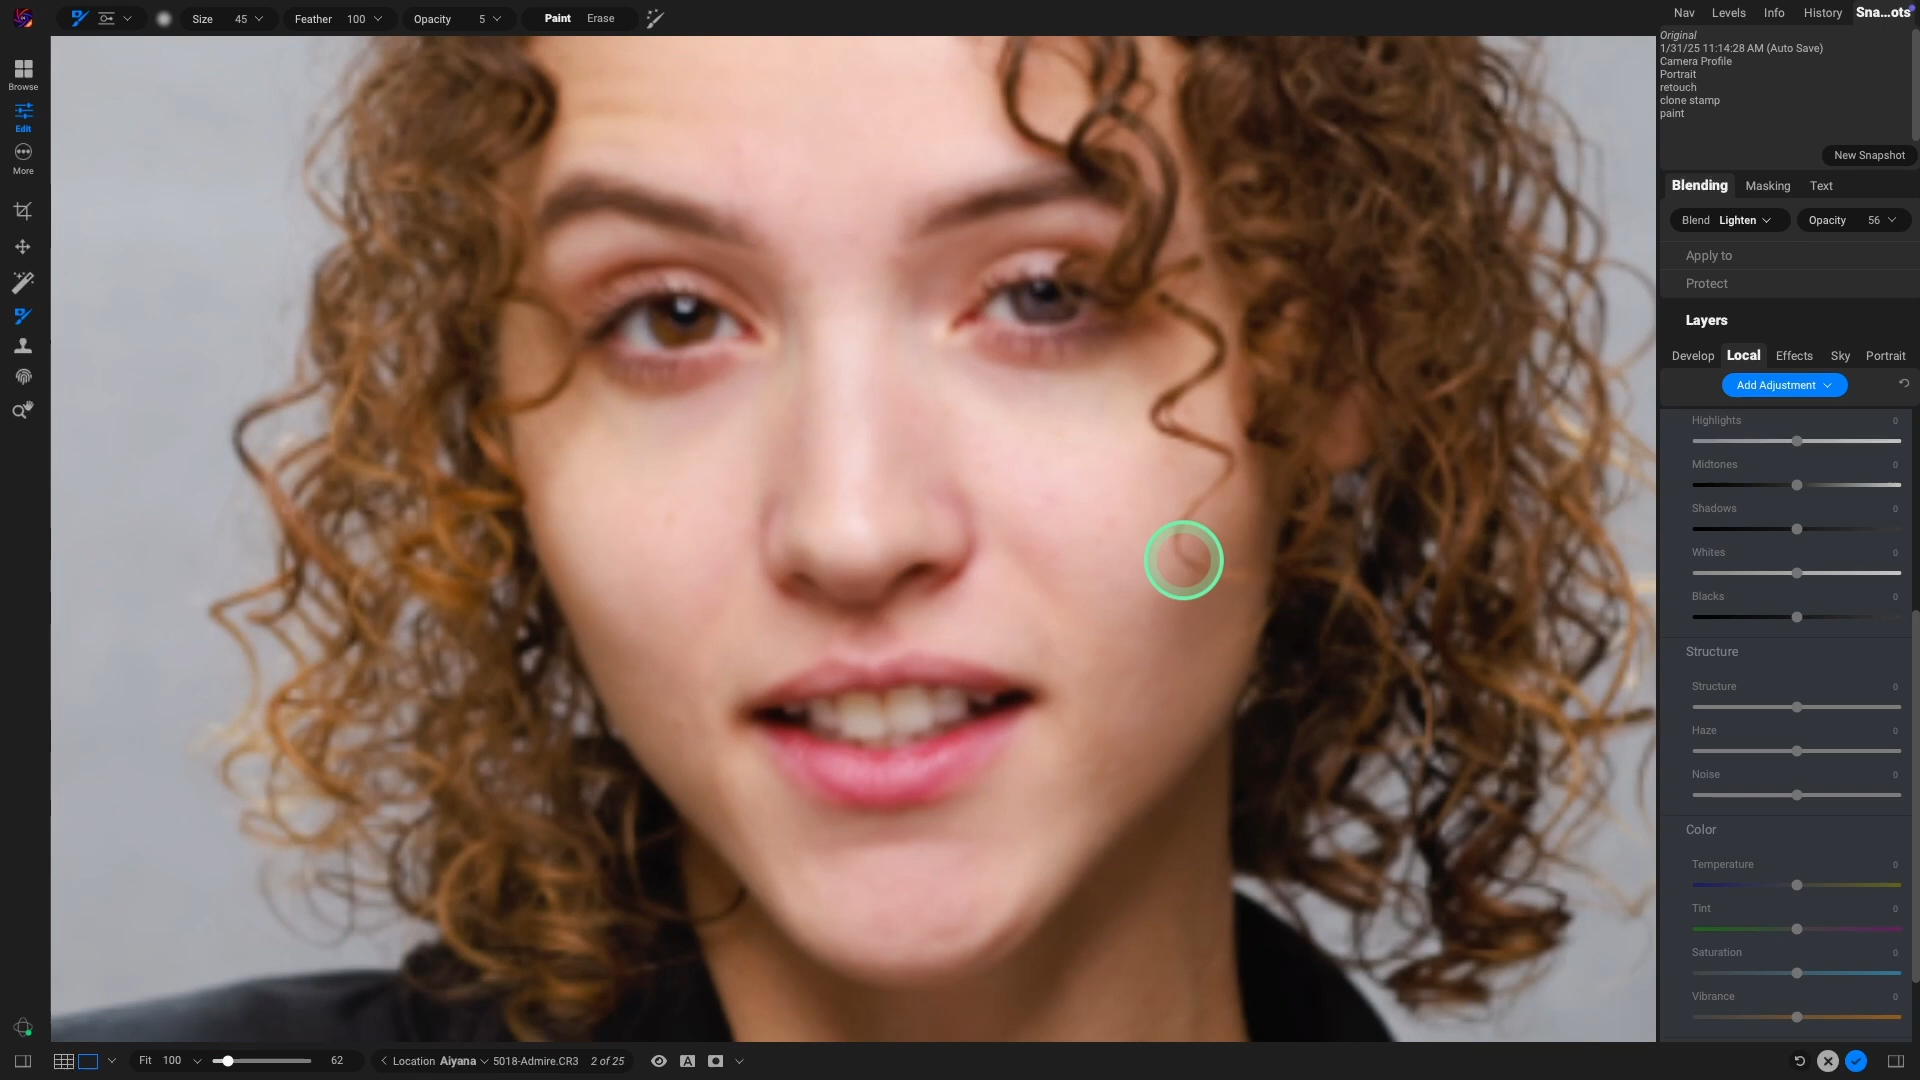 Size 45 Feather 100 Opacity 5 Paint Erase
Nav Levels Info History Sna...ots
Original
1/31/25 11:14:28 AM (Auto Save)
Camera Profile
Portrait
retouch
clone stamp
paint
New Snapshot
Browse
Edit
More
Blending Masking Text
Blend Lighten Opacity 56
Apply to
Protect
Layers
Develop Local Effects Sky Portrait
Add Adjustment
Highlights 0
Midtones 0
Shadows 0
Whites 0
Blacks 0
Structure
Structure 0
Haze 0
Noise 0
Color
Temperature 0
Tint 0
Saturation 0
Vibrance 0
Fit 100 62 Location Aiyana 5018-Admire.CR3 2 of 25 A